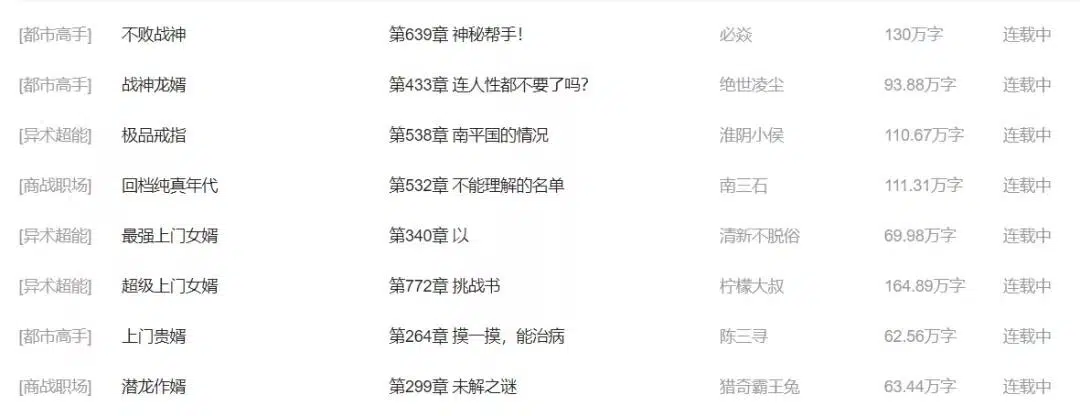 [都市高手] 不败战神 第639章 神秘帮手！ 必焱 130万字 连载中
[都市高手] 战神龙婿 第433章 连人性都不要了吗？ 绝世凌尘 93.88万字 连载中
[异术超能] 极品戒指 第538章 南平国的情况 淮阴小侯 110.67万字 连载中
[商战职场] 回档纯真年代 第532章 不能理解的名单 南三石 111.31万字 连载中
[异术超能] 最强上门女婿 第340章 以 清新不脱俗 69.98万字 连载中
[异术超能] 超级上门女婿 第772章 挑战书 柠檬大叔 164.89万字 连载中
[都市高手] 上门贵婿 第264章 摸一摸，能治病 陈三寻 62.56万字 连载中
[商战职场] 潜龙作婿 第299章 未解之谜 猎奇霸王兔 63.44万字 连载中